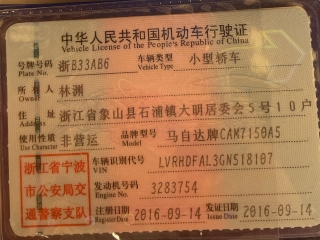 中华人民共和国机动车行驶证
Vehicle License of the People's Republic of China
号牌号码 浙B33AB6 车辆类型 小型轿车
Plate No. Vehicle Type
所有人 林渊
住址 浙江省象山县石浦镇大明居委会5号10户
使用性质 非营运 品牌型号 马自达牌CAM7150A5
Use Character
浙江省宁波 车辆识别代号 LVRHDFAL3GN518107
VIN
市公安局交 发动机号码 3283754
Engine No.
通警察支队 注册日期 2016-09-14 发证日期 2016-09-14
Register Date Issue Date